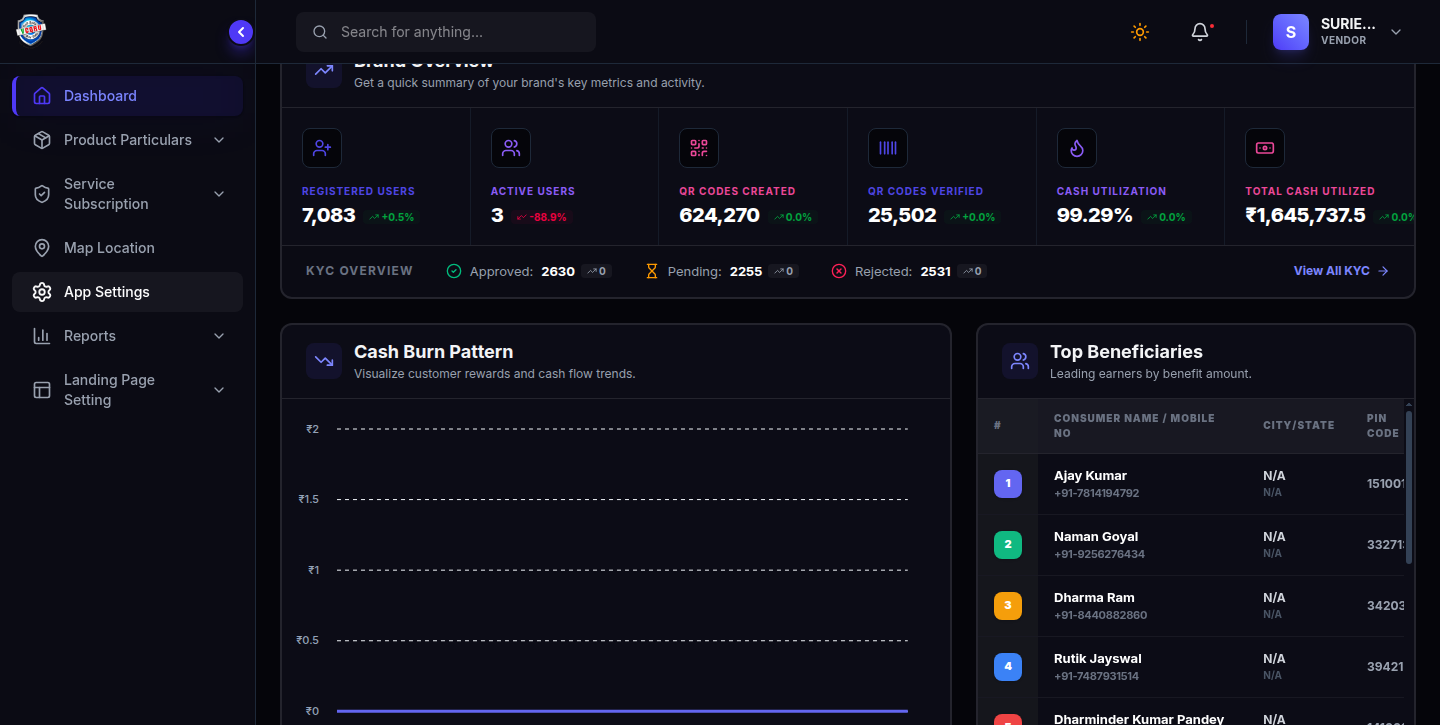 Search for anything...
S
SURIE...
VENDOR
Dashboard
Product Particulars
Service
Subscription
Map Location
App Settings
Reports
Landing Page
Setting
Brand Overview
Get a quick summary of your brand's key metrics and activity.
REGISTERED USERS
7,083 +0.5%
ACTIVE USERS
3 -88.9%
QR CODES CREATED
624,270 0.0%
QR CODES VERIFIED
25,502 +0.0%
CASH UTILIZATION
99.29% 0.0%
TOTAL CASH UTILIZED
₹1,645,737.5 0.0%
KYC OVERVIEW Approved: 2630 0 Pending: 2255 0 Rejected: 2531 0 View All KYC
Cash Burn Pattern
Visualize customer rewards and cash flow trends.
₹2
₹1.5
₹1
₹0.5
₹0
Top Beneficiaries
Leading earners by benefit amount.
# CONSUMER NAME / MOBILE NO CITY/STATE PIN CODE
1 Ajay Kumar N/A 151001
+91-7814194792 N/A
2 Naman Goyal N/A 33271
+91-9256276434 N/A
3 Dharma Ram N/A 34203
+91-8440882860 N/A
4 Rutik Jayswal N/A 39421
+91-7487931514 N/A
Dharminder Kumar Pandey N/A